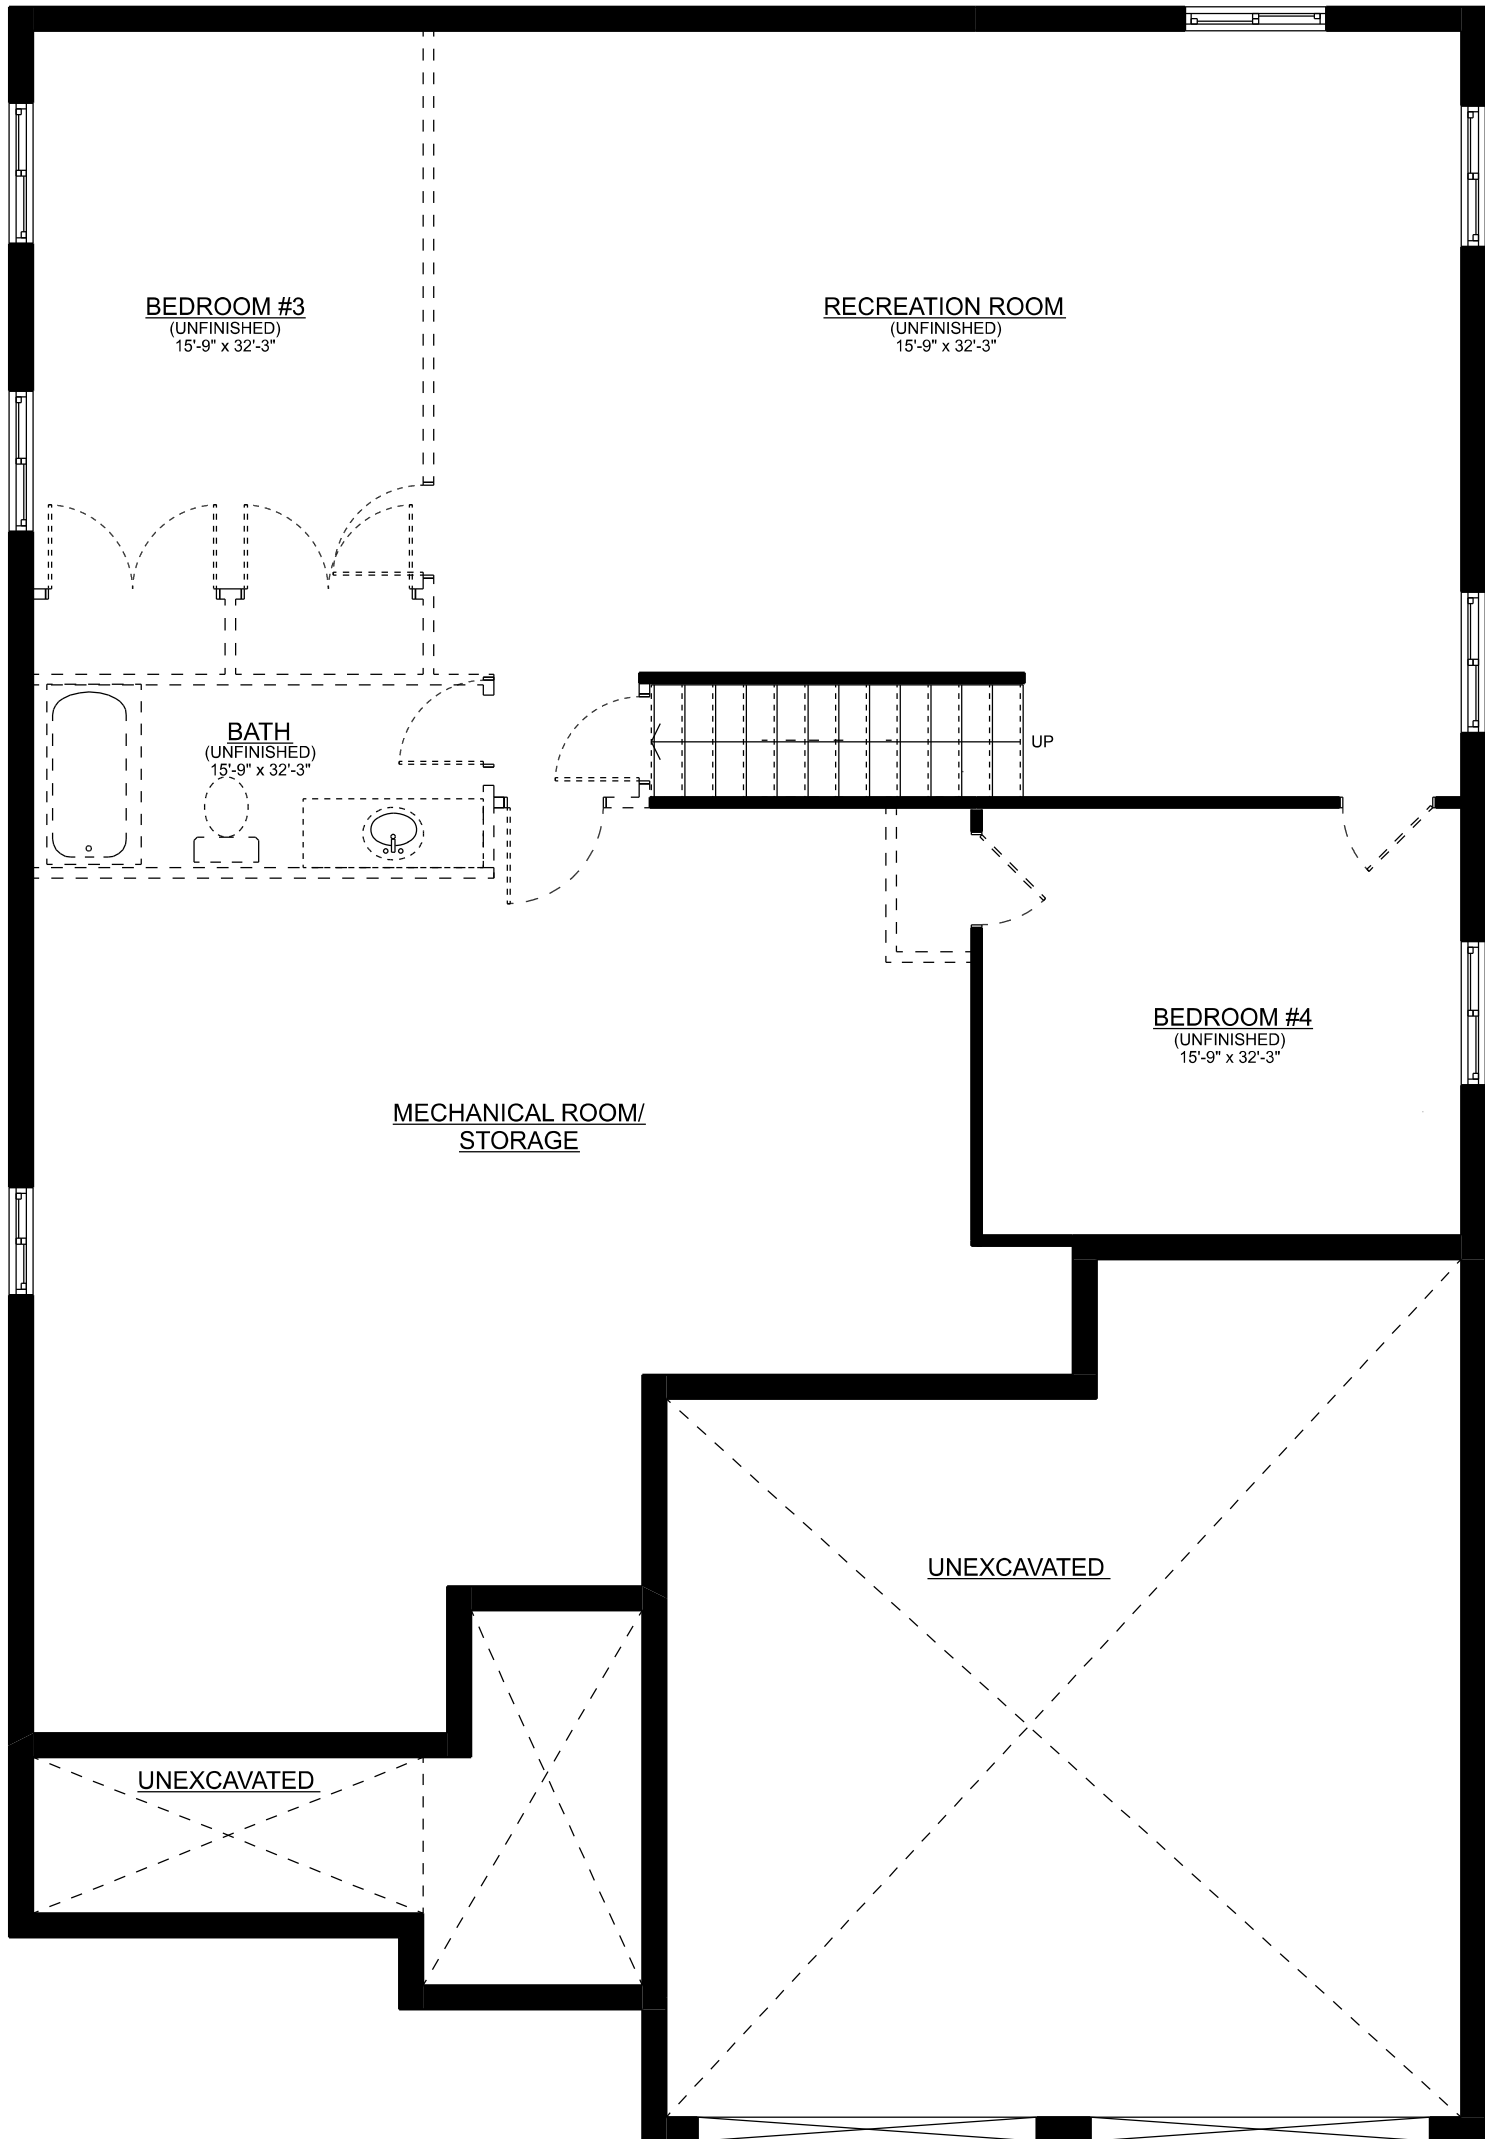 BEDROOM #3
(UNFINISHED)
15'-9" x 32'-3"
RECREATION ROOM
(UNFINISHED)
15'-9" x 32'-3"
BATH
(UNFINISHED)
15'-9" x 32'-3"
UP
BEDROOM #4
(UNFINISHED)
15'-9" x 32'-3"
MECHANICAL ROOM/
STORAGE
UNEXCAVATED
UNEXCAVATED